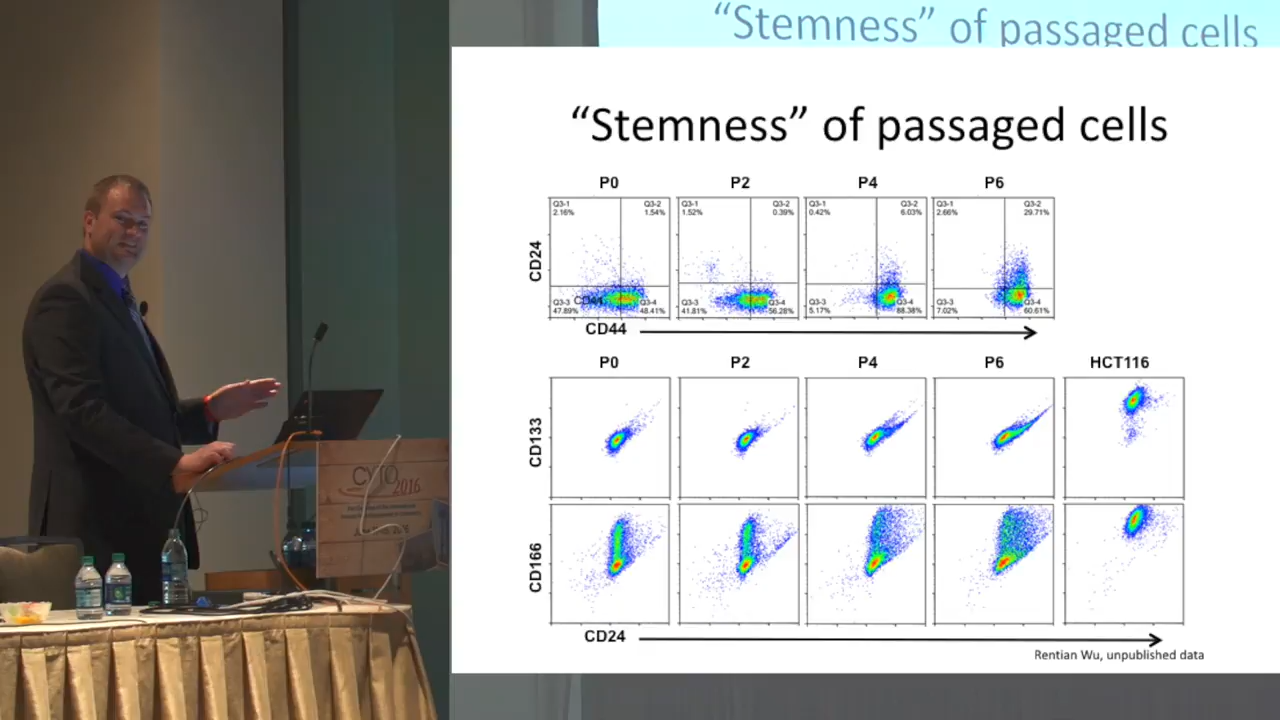 “Stemness” of passaged cells
“Stemness” of passaged cells
P0 P2 P4 P6
Q3-1 Q3-2 Q3-1 Q3-2 Q3-1 Q3-2 Q3-1 Q3-2
2.16% 1.54% 1.52% 0.39% 0.42% 6.03% 2.66% 29.71%
CD24
CD44
Q3-3 Q3-4 Q3-3 Q3-4 Q3-3 Q3-4 Q3-3 Q3-4
47.89% 48.41% 41.81% 56.28% 5.17% 88.38% 7.02% 60.61%
CD44
P0 P2 P4 P6 HCT116
CD133
CD166
CD24
Rentian Wu, unpublished data
CYTO
2016